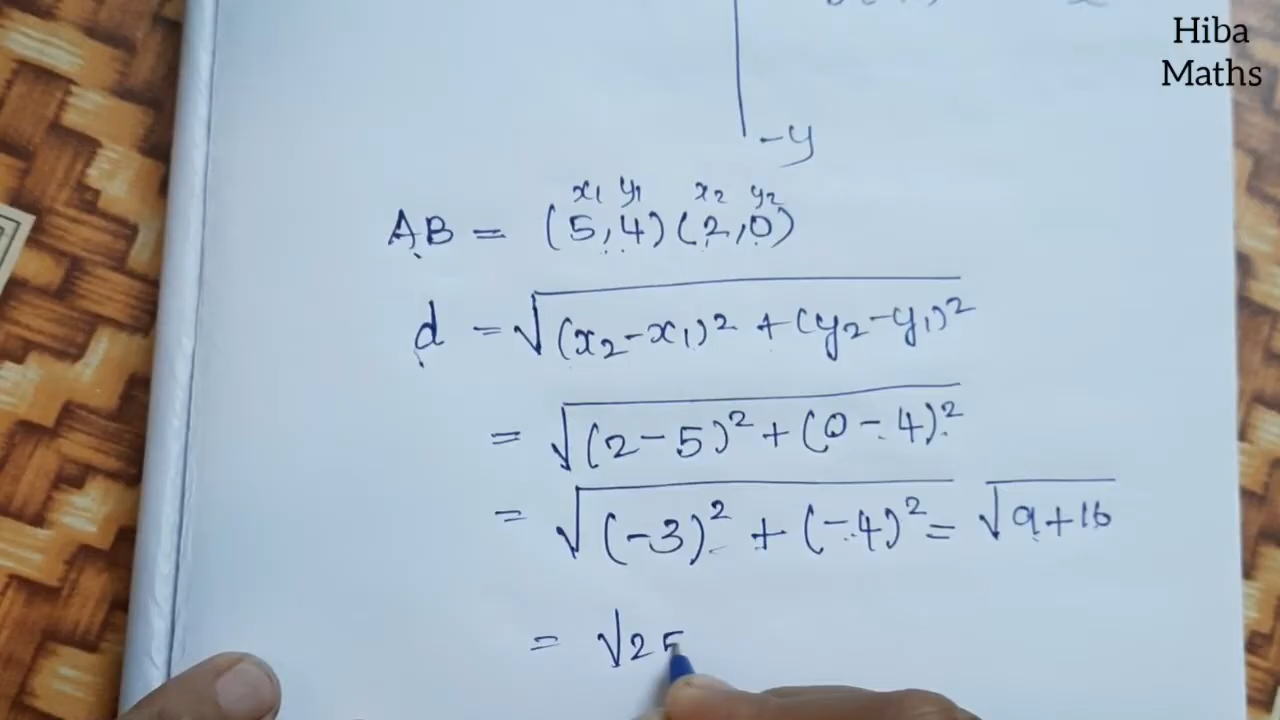 Hiba
Maths
-y
x₁ y₁ x₂ y₂
AB = (5,4) (2,0)
d = √(x₂-x₁)² + (y₂-y₁)²
= √(2-5)² + (0-4)²
= √(-3)² + (-4)² = √9+16
= √25